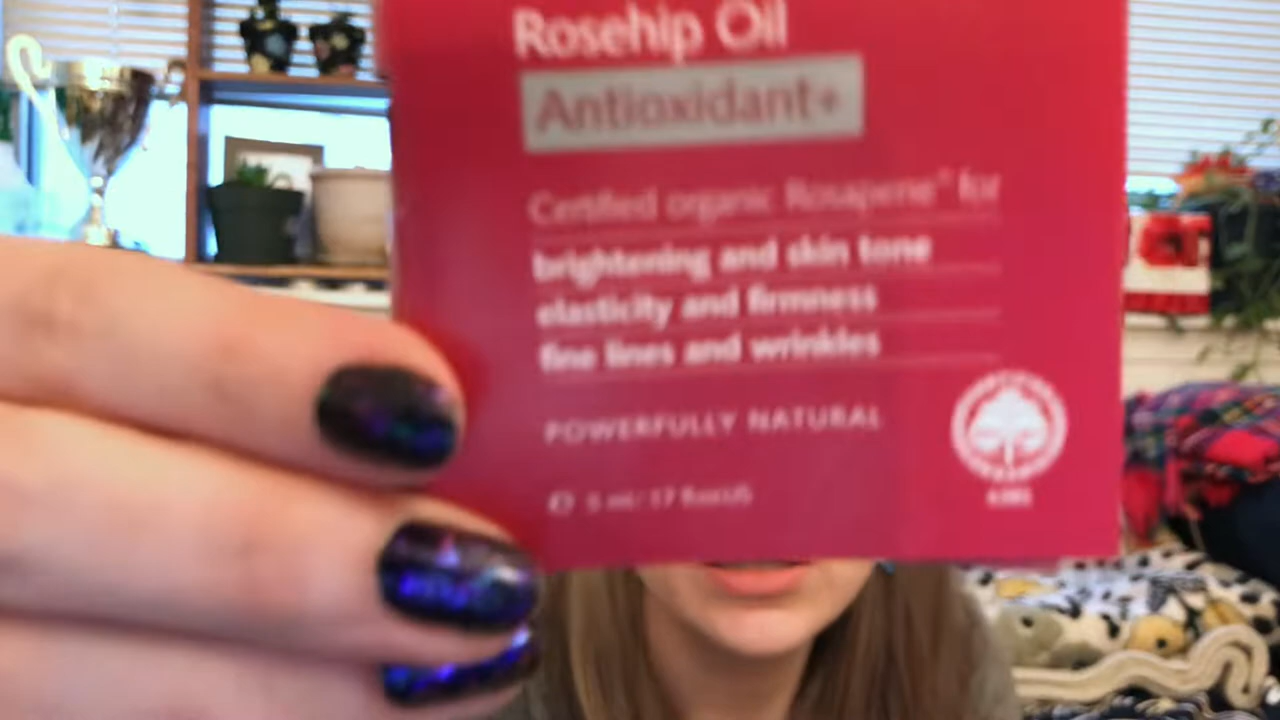 Rosehip Oil
Antioxidant+
Certified organic Rosapene™ for
brightening and skin tone
elasticity and firmness
fine lines and wrinkles
POWERFULLY NATURAL